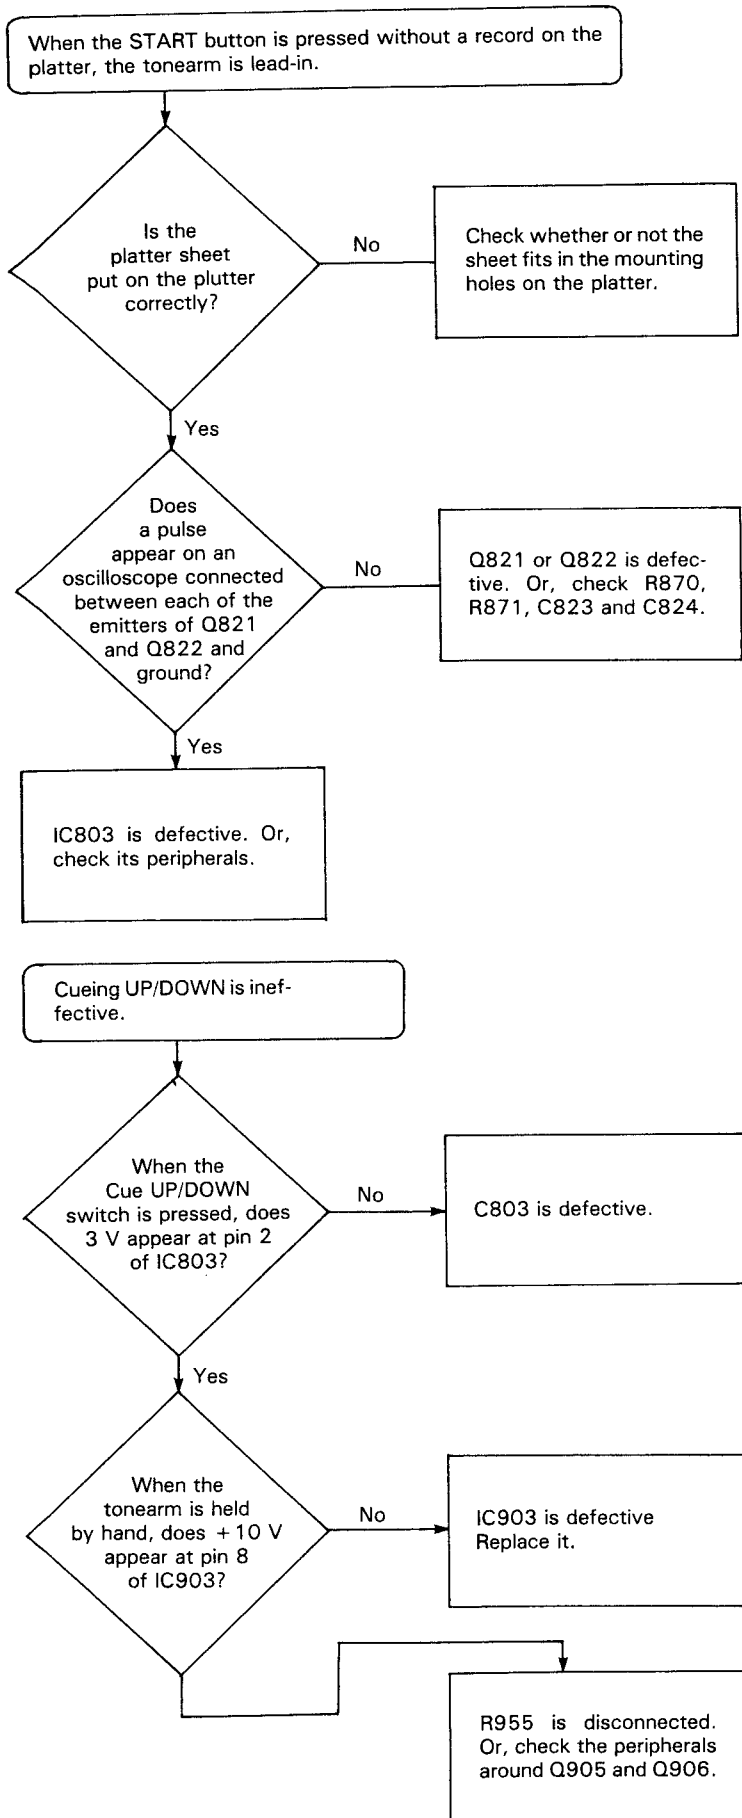 When the START button is pressed without a record on the
platter, the tonearm is lead-in.
Is the
platter sheet
put on the plutter
correctly?
No
Check whether or not the
sheet fits in the mounting
holes on the platter.
Yes
Does
a pulse
appear on an
oscilloscope connected
between each of the
emitters of Q821
and Q822 and
ground?
No
Q821 or Q822 is defec-
tive. Or, check R870,
R871, C823 and C824.
Yes
IC803 is defective. Or,
check its peripherals.
Cueing UP/DOWN is inef-
fective.
When the
Cue UP/DOWN
switch is pressed, does
3 V appear at pin 2
of IC803?
No
C803 is defective.
Yes
When the
tonearm is held
by hand, does +10 V
appear at pin 8
of IC903?
No
IC903 is defective
Replace it.
R955 is disconnected.
Or, check the peripherals
around Q905 and Q906.